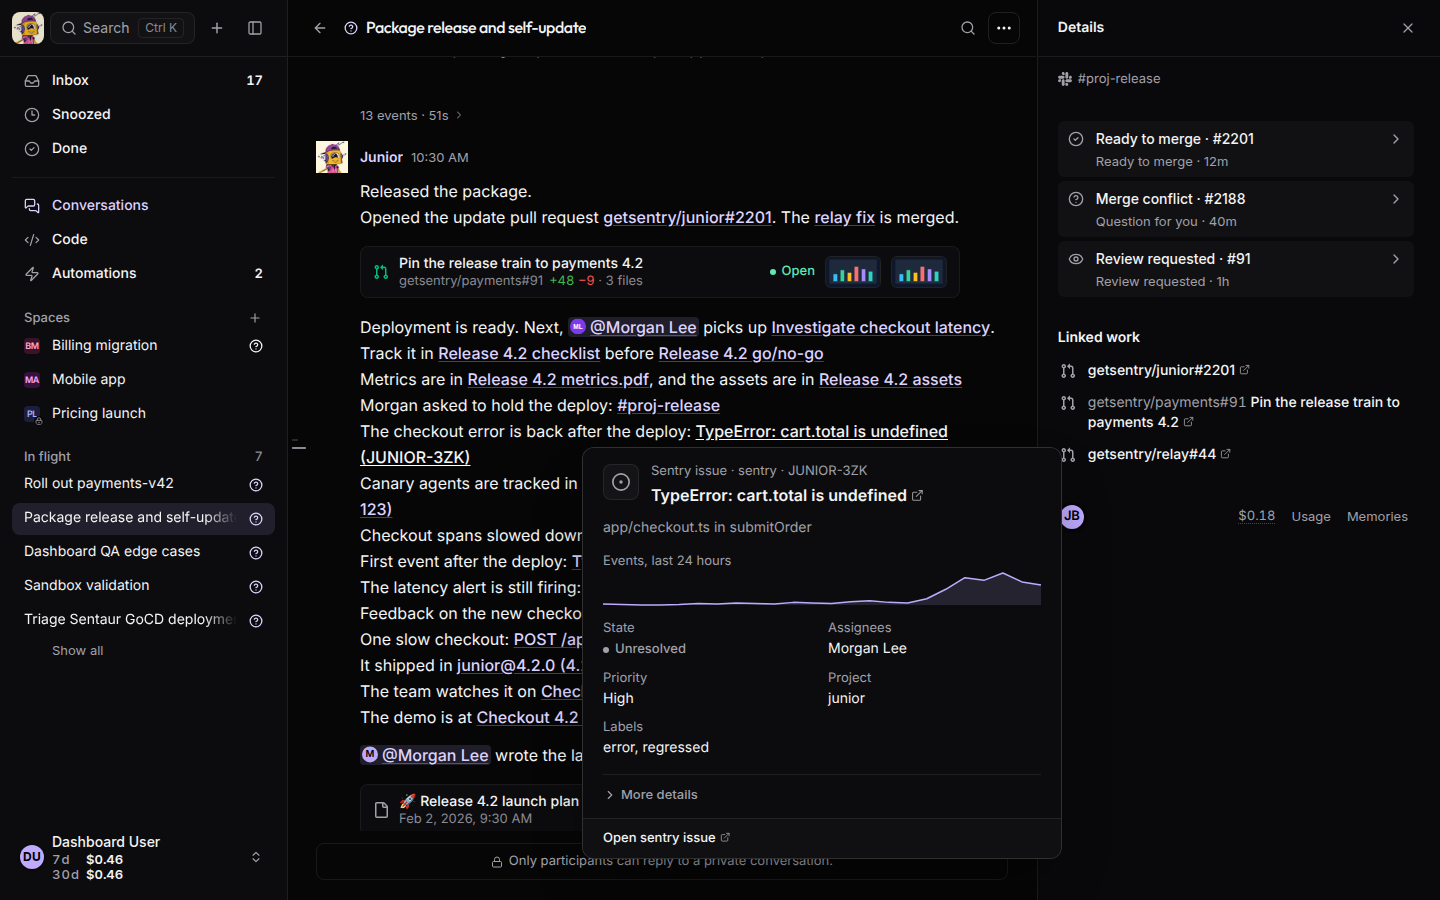 Search Ctrl K
Inbox 17
Snoozed
Done
Conversations
Code
Automations 2
Spaces
BM Billing migration
MA Mobile app
PL Pricing launch
In flight 7
Roll out payments-v42
Package release and self-updat
Dashboard QA edge cases
Sandbox validation
Triage Sentaur GoCD deployme
Show all
DU Dashboard User
7d $0.46
30d $0.46
Package release and self-update
13 events · 51s
Junior 10:30 AM
Released the package.
Opened the update pull request getsentry/junior#2201. The relay fix is merged.
Pin the release train to payments 4.2
getsentry/payments#91 +48 −9 · 3 files
Open
Deployment is ready. Next, ML @Morgan Lee picks up Investigate checkout latency.
Track it in Release 4.2 checklist before Release 4.2 go/no-go
Metrics are in Release 4.2 metrics.pdf, and the assets are in Release 4.2 assets
Morgan asked to hold the deploy: #proj-release
The checkout error is back after the deploy: TypeError: cart.total is undefined
(JUNIOR-3ZK)
Canary agents are tracked in
123)
Checkout spans slowed down
First event after the deploy: T
The latency alert is still firing:
Feedback on the new checko
One slow checkout: POST /ap
It shipped in junior@4.2.0 (4.
The team watches it on Chec
The demo is at Checkout 4.2
M @Morgan Lee wrote the la
🚀 Release 4.2 launch plan
Feb 2, 2026, 9:30 AM
Only participants can reply to a private conversation.
Sentry issue · sentry · JUNIOR-3ZK
TypeError: cart.total is undefined
app/checkout.ts in submitOrder
Events, last 24 hours
State Assignees
Unresolved Morgan Lee
Priority Project
High junior
Labels
error, regressed
More details
Open sentry issue
Details
#proj-release
Ready to merge · #2201
Ready to merge · 12m
Merge conflict · #2188
Question for you · 40m
Review requested · #91
Review requested · 1h
Linked work
getsentry/junior#2201
getsentry/payments#91 Pin the release train to
payments 4.2
getsentry/relay#44
JB $0.18 Usage Memories